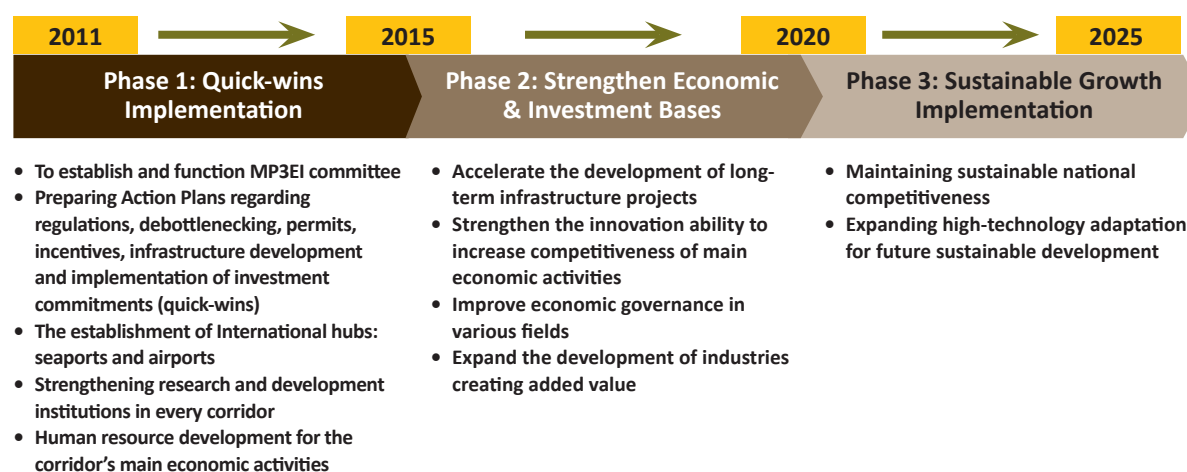 2011
2015
2020
2025
Phase 1: Quick-wins
Implementation
Phase 2: Strengthen Economic
& Investment Bases
Phase 3: Sustainable Growth
Implementation
• To establish and function MP3EI committee
• Preparing Action Plans regarding
regulations, debottlenecking, permits,
incentives, infrastructure development
and implementation of investment
commitments (quick-wins)
• The establishment of International hubs:
seaports and airports
• Strengthening research and development
institutions in every corridor
• Human resource development for the
corridor's main economic activities
• Accelerate the development of long-
term infrastructure projects
• Strengthen the innovation ability to
increase competitiveness of main
economic activities
• Improve economic governance in
various fields
• Expand the development of industries
creating added value
• Maintaining sustainable national
competitiveness
• Expanding high-technology adaptation
for future sustainable development